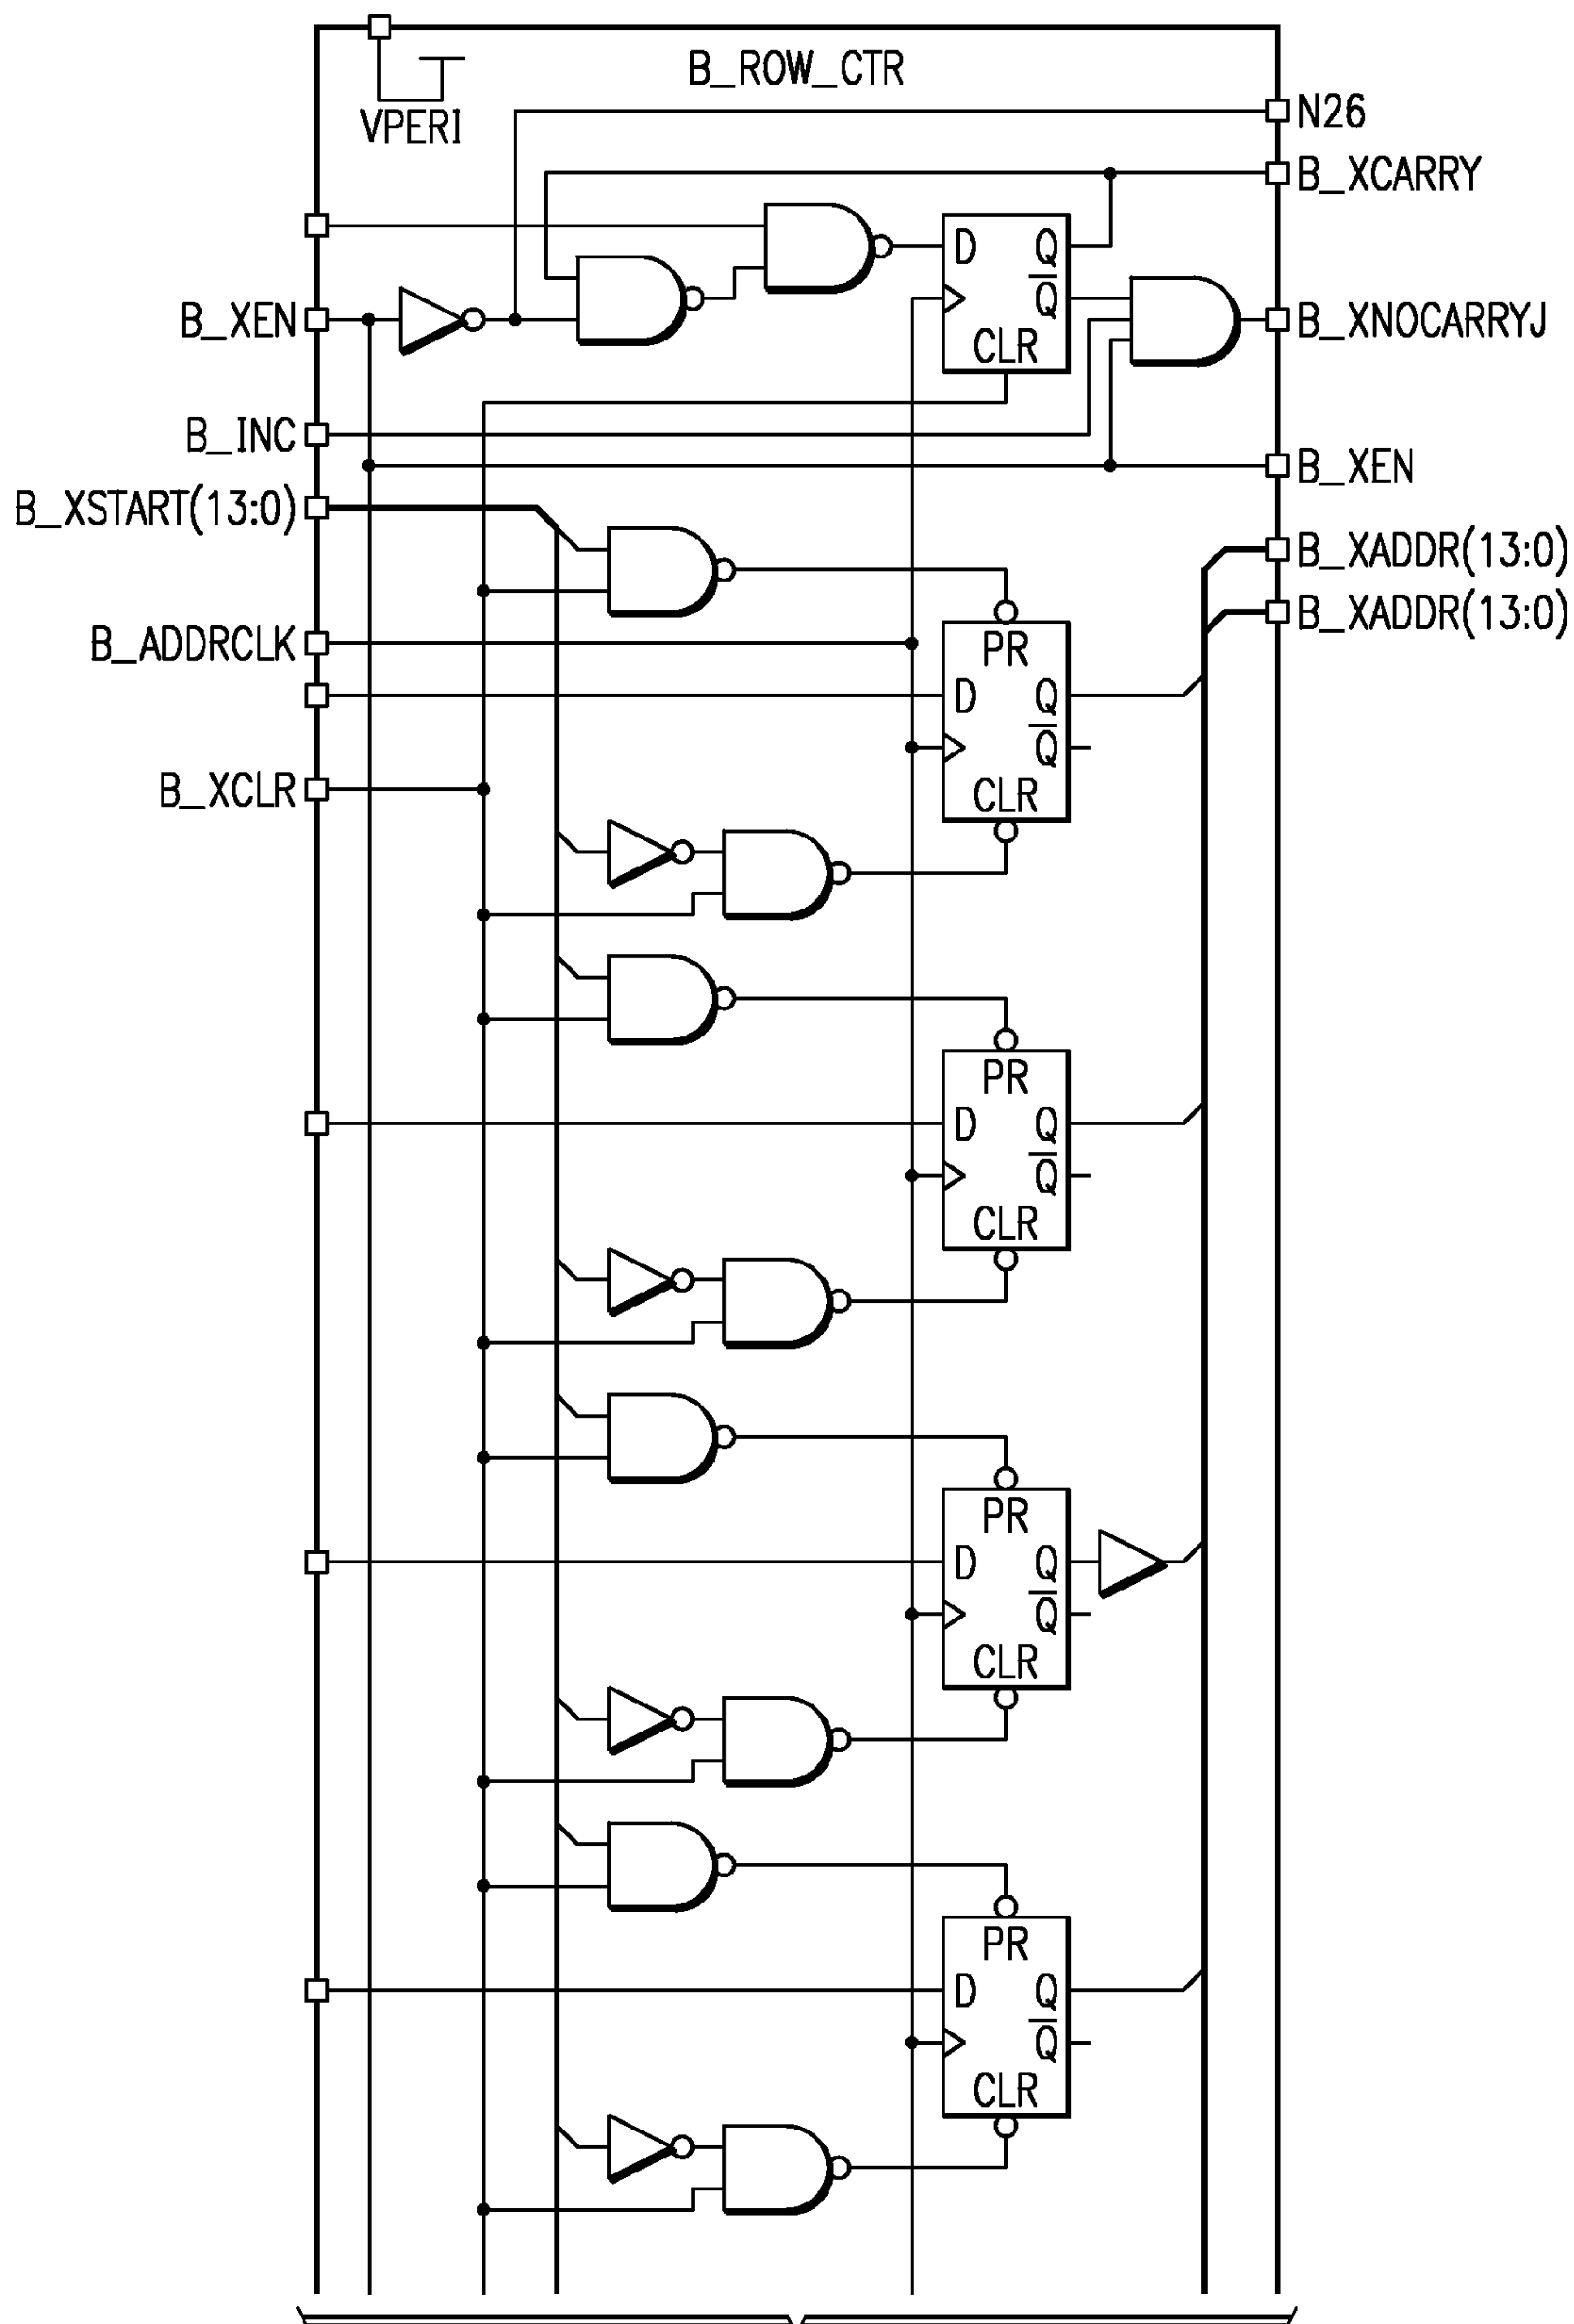 B_ROW_CTR
VPERI
N26
B_XCARRY
D Q
Q
CLR
B_XEN
B_XNOCARRYJ
B_INC
B_XEN
B_XSTART(13:0)
B_XADDR(13:0)
B_XADDR(13:0)
B_ADDRCLK
PR
D Q
Q
CLR
B_XCLR
PR
D Q
Q
CLR
PR
D Q
Q
CLR
PR
D Q
Q
CLR